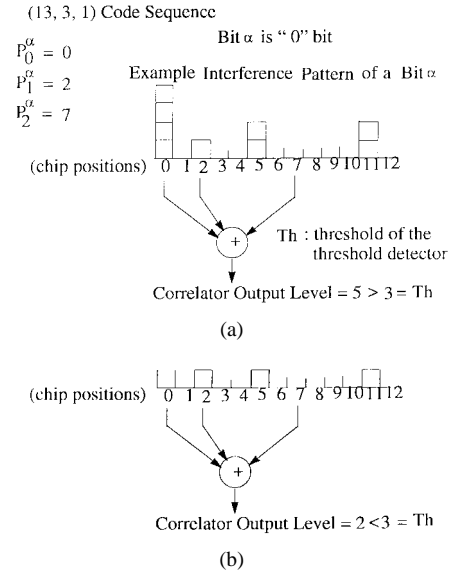 (13, 3, 1) Code Sequence
Bit α is “ 0” bit
P₀^α = 0
P₁^α = 2
P₂^α = 7
Example Interference Pattern of a Bit α
(chip positions) 0 1 2 3 4 5 6 7 8 9 10 11 12
+
Th : threshold of the
threshold detector
Correlator Output Level = 5 > 3 = Th
(a)
(chip positions) 0 1 2 3 4 5 6 7 8 9 10 11 12
+
Correlator Output Level = 2 <3 = Th
(b)